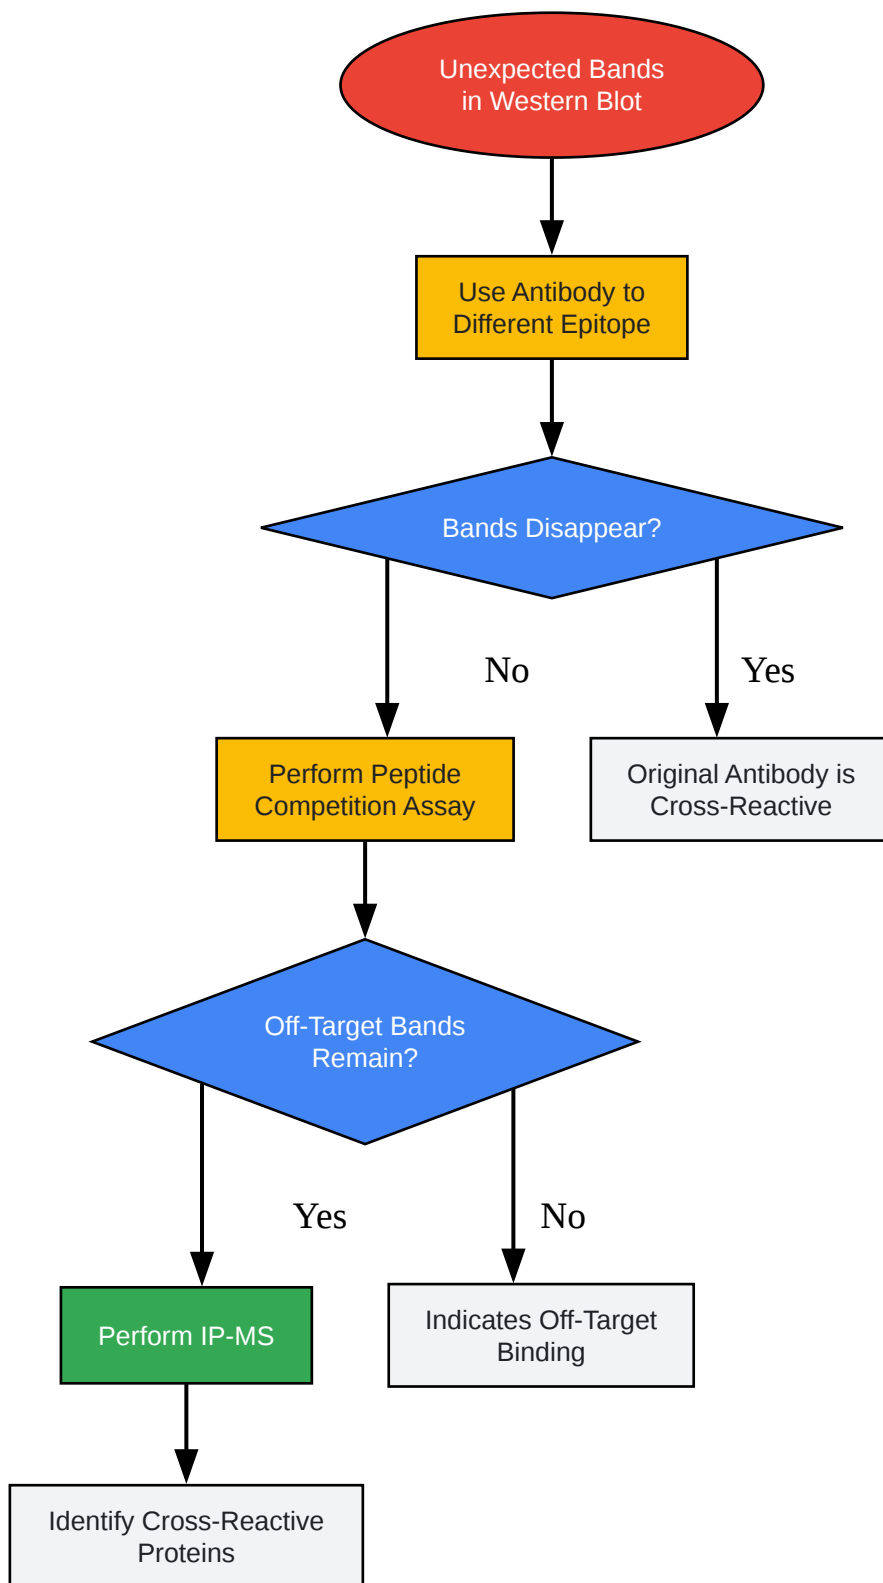 Unexpected Bands
in Western Blot
Use Antibody to
Different Epitope
Bands Disappear?
No
Yes
Perform Peptide
Competition Assay
Original Antibody is
Cross-Reactive
Off-Target Bands
Remain?
Yes
No
Perform IP-MS
Indicates Off-Target
Binding
Identify Cross-Reactive
Proteins